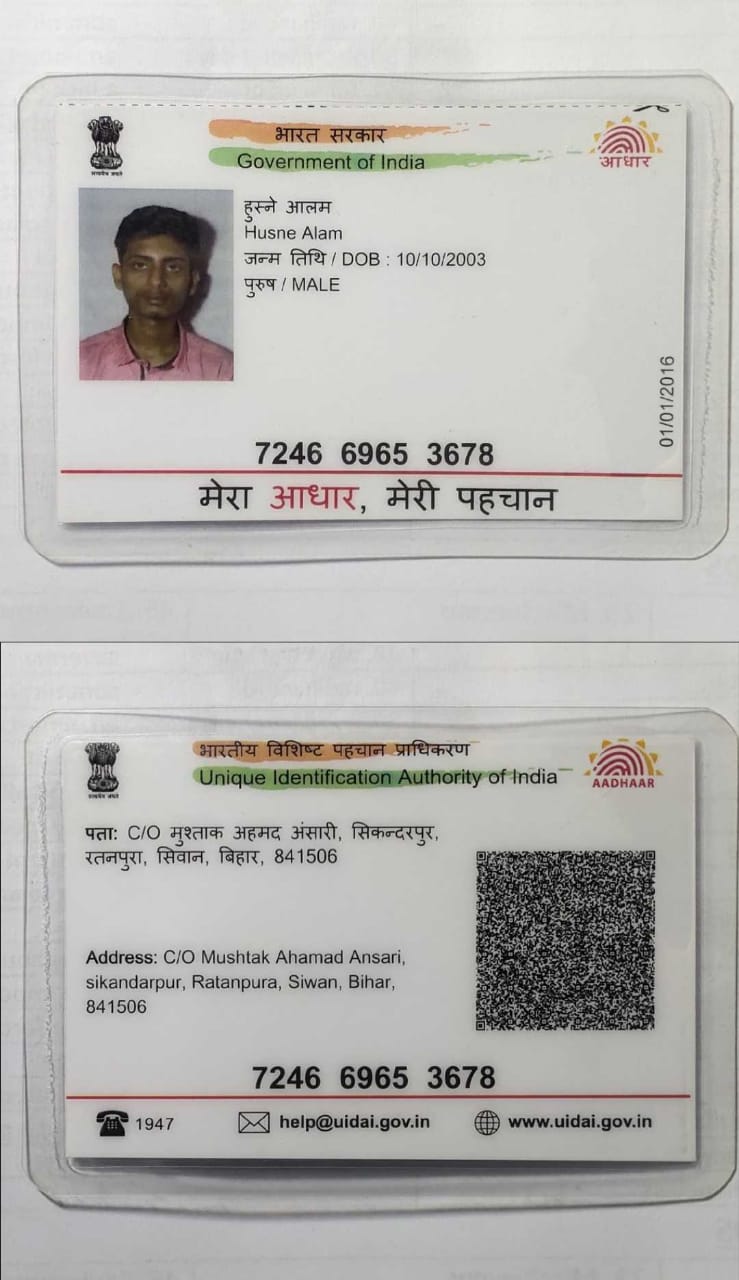 भारत सरकार
Government of India
आधार
सत्यमेव जयते
हुस्ने आलम
Husne Alam
जन्म तिथि / DOB : 10/10/2003
पुरुष / MALE
01/01/2016
7246 6965 3678
मेरा आधार, मेरी पहचान
भारतीय विशिष्ट पहचान प्राधिकरण
Unique Identification Authority of India
AADHAAR
सत्यमेव जयते
पता: C/O मुश्ताक अहमद अंसारी, सिकन्दरपुर,
रतनपुरा, सिवान, बिहार, 841506
Address: C/O Mushtak Ahamad Ansari,
sikandarpur, Ratanpura, Siwan, Bihar,
841506
7246 6965 3678
1947
help@uidai.gov.in
www.uidai.gov.in